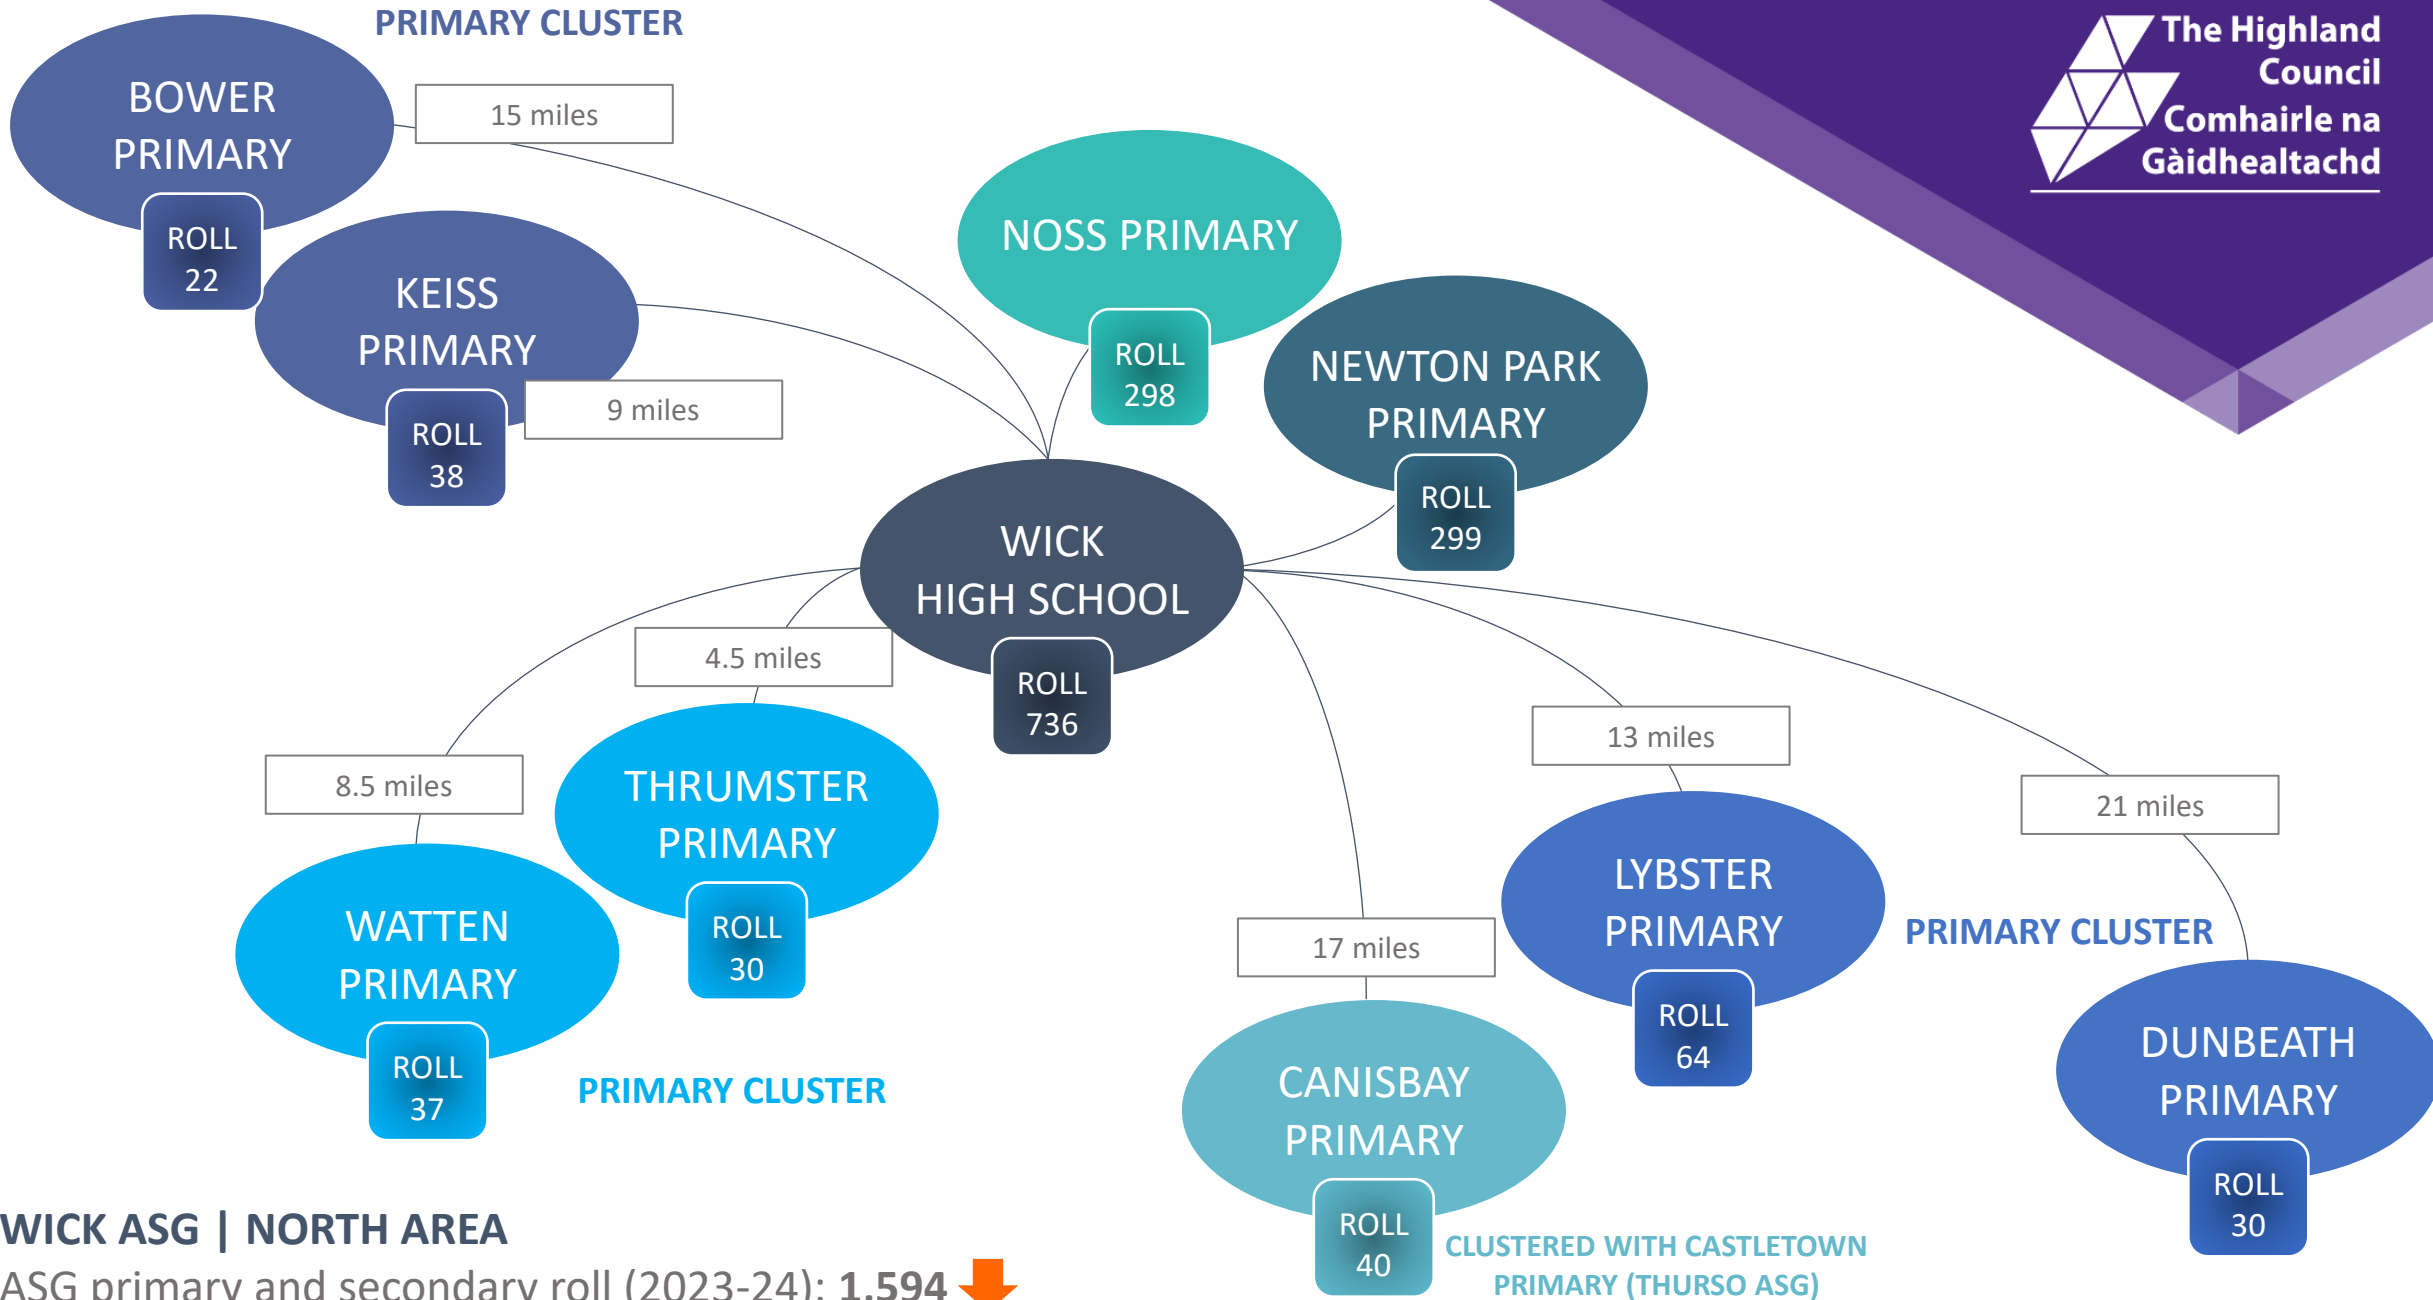 PRIMARY CLUSTER
The Highland
Council
Comhairle na
Gàidhealtachd
BOWER
PRIMARY
15 miles
ROLL
22
KEISS
PRIMARY
9 miles
ROLL
38
NOSS PRIMARY
ROLL
298
NEWTON PARK
PRIMARY
ROLL
299
WICK
HIGH SCHOOL
ROLL
736
4.5 miles
8.5 miles
THRUMSTER
PRIMARY
ROLL
30
WATTEN
PRIMARY
ROLL
37
PRIMARY CLUSTER
13 miles
21 miles
17 miles
LYBSTER
PRIMARY
ROLL
64
PRIMARY CLUSTER
DUNBEATH
PRIMARY
ROLL
30
CANISBAY
PRIMARY
ROLL
40
CLUSTERED WITH CASTLETOWN
PRIMARY (THURSO ASG)
WICK ASG | NORTH AREA
ASG primary and secondary roll (2023-24): 1,594